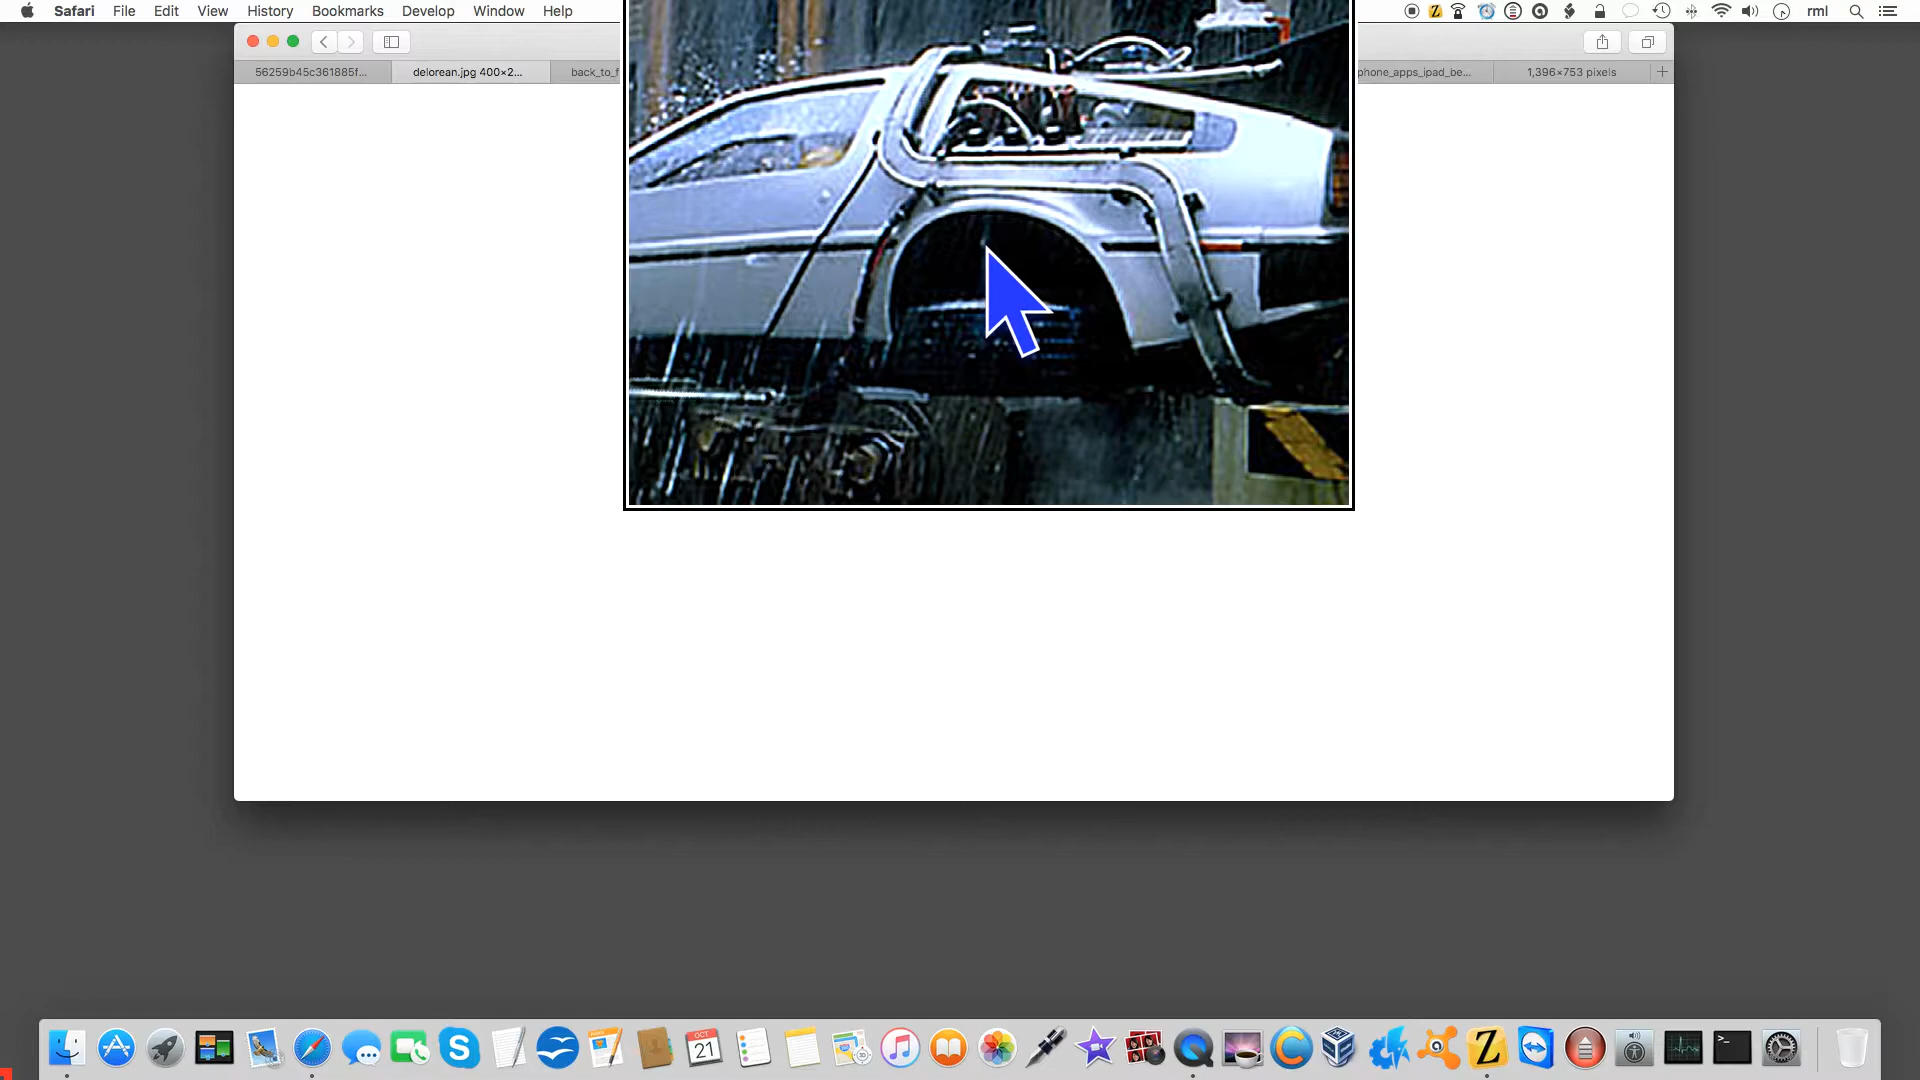 Safari File Edit View History Bookmarks Develop Window Help rml
56259b45c361885f... delorean.jpg 400×2... back_to_f phone_apps_ipad_be... 1,396×753 pixels
OCT
21